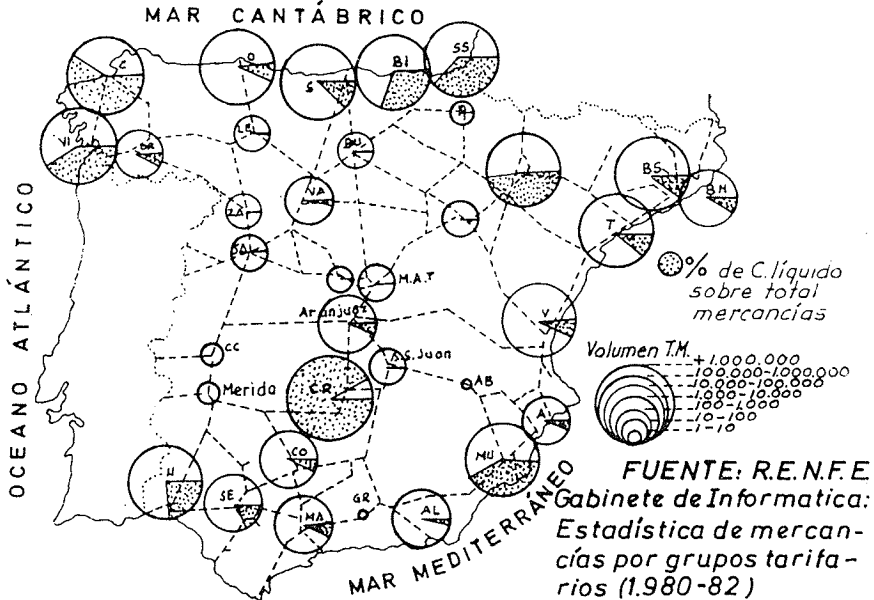 MAR CANTÁBRICO
OCEANO ATLÁNTICO
C
O
S
BI
SS
VI
OR
LE
BU
BS
BH
ZA
VA
T
SA
M.A.T
% de C.líquido
sobre total
mercancías
Aranjuez
V
CC
S.Juan
Merida
C.R
AB
A
Volumen T.M.
+1.000.000
100.000-1.000.000
10.000-100.000
1.000-10.000
100-1.000
10-100
1-10
H
CO
MU
SE
MA
GR
AL
MAR MEDITERRÁNEO
FUENTE: R.E.N.F.E
Gabinete de Informatica:
Estadística de mercan-
cías por grupos tarifa-
rios (1.980-82)